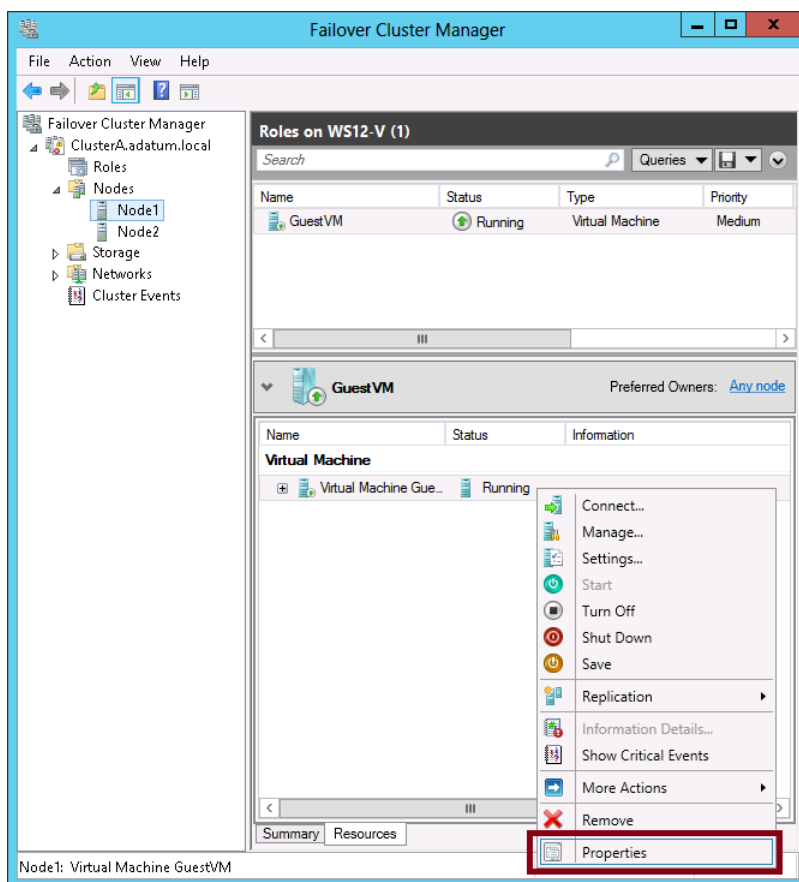 Failover Cluster Manager
File Action View Help
Failover Cluster Manager
ClusterA.adatum.local
Roles
Nodes
Node1
Node2
Storage
Networks
Cluster Events
Roles on WS12-V (1)
Search Queries
Name Status Type Priority
GuestVM Running Virtual Machine Medium
GuestVM Preferred Owners: Any node
Name Status Information
Virtual Machine
Virtual Machine Gue... Running
Connect...
Manage...
Settings...
Start
Turn Off
Shut Down
Save
Replication
Information Details...
Show Critical Events
More Actions
Remove
Properties
Summary Resources
Node1: Virtual Machine GuestVM